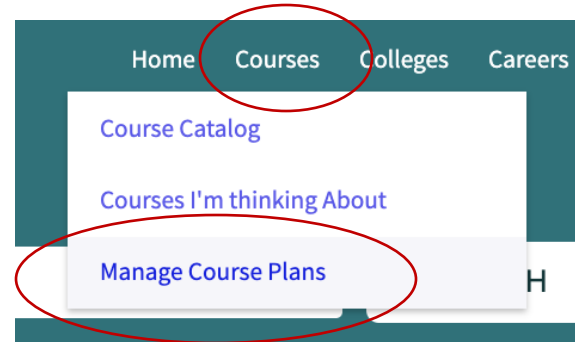 Home Courses Colleges Careers
Course Catalog
Courses I'm thinking About
Manage Course Plans
H